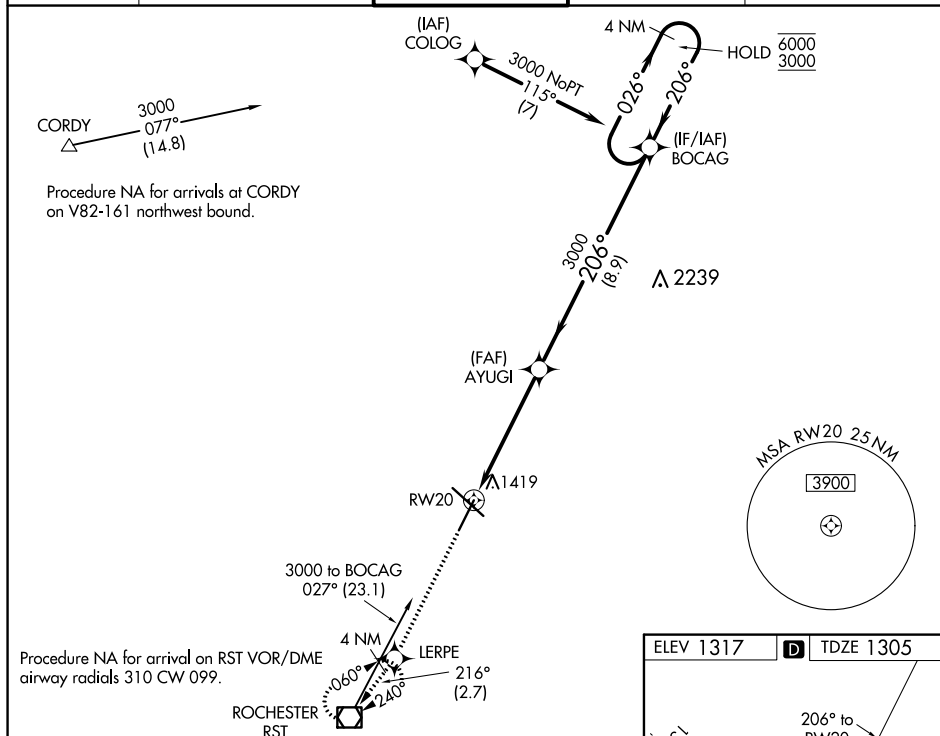 (IAF)
COLOG
4 NM
HOLD 6000
3000
3000 NoPT
115°
(7)
026°
206°
CORDY
3000
077°
(14.8)
(IF/IAF)
BOCAG
Procedure NA for arrivals at CORDY
on V82-161 northwest bound.
3000
206°
(8.9)
2239
(FAF)
AYUGI
MSA RW20 25 NM
3900
1419
RW20
3000 to BOCAG
027° (23.1)
4 NM
LERPE
Procedure NA for arrival on RST VOR/DME
airway radials 310 CW 099.
060°
240°
216°
(2.7)
ROCHESTER
RST
ELEV 1317
D
TDZE 1305
206° to
RW20